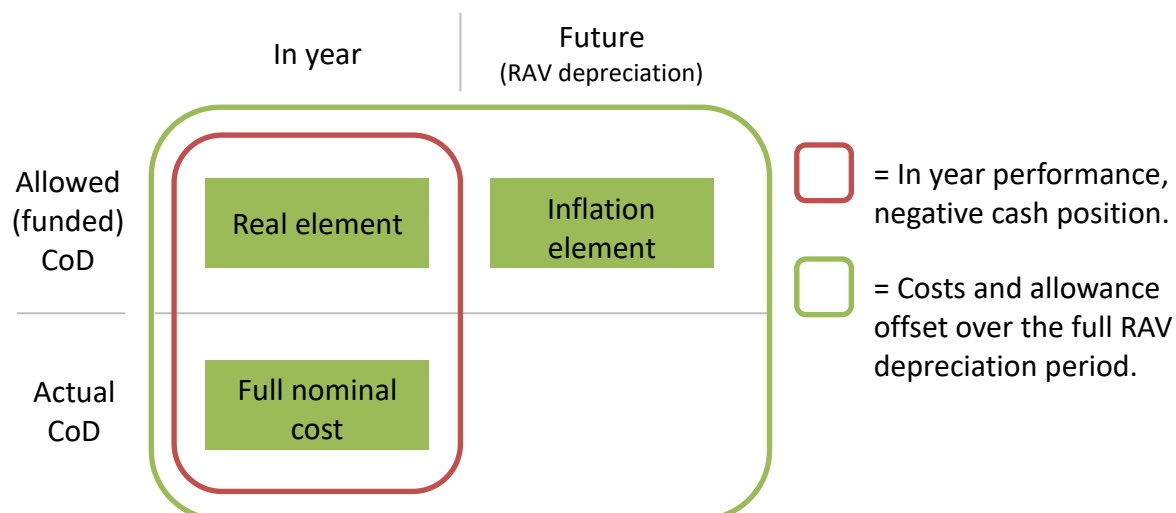 In year
Future
(RAV depreciation)
Allowed
(funded)
CoD
Real element
Inflation
element
= In year performance,
negative cash position.
= Costs and allowance
offset over the full RAV
depreciation period.
Actual
CoD
Full nominal
cost